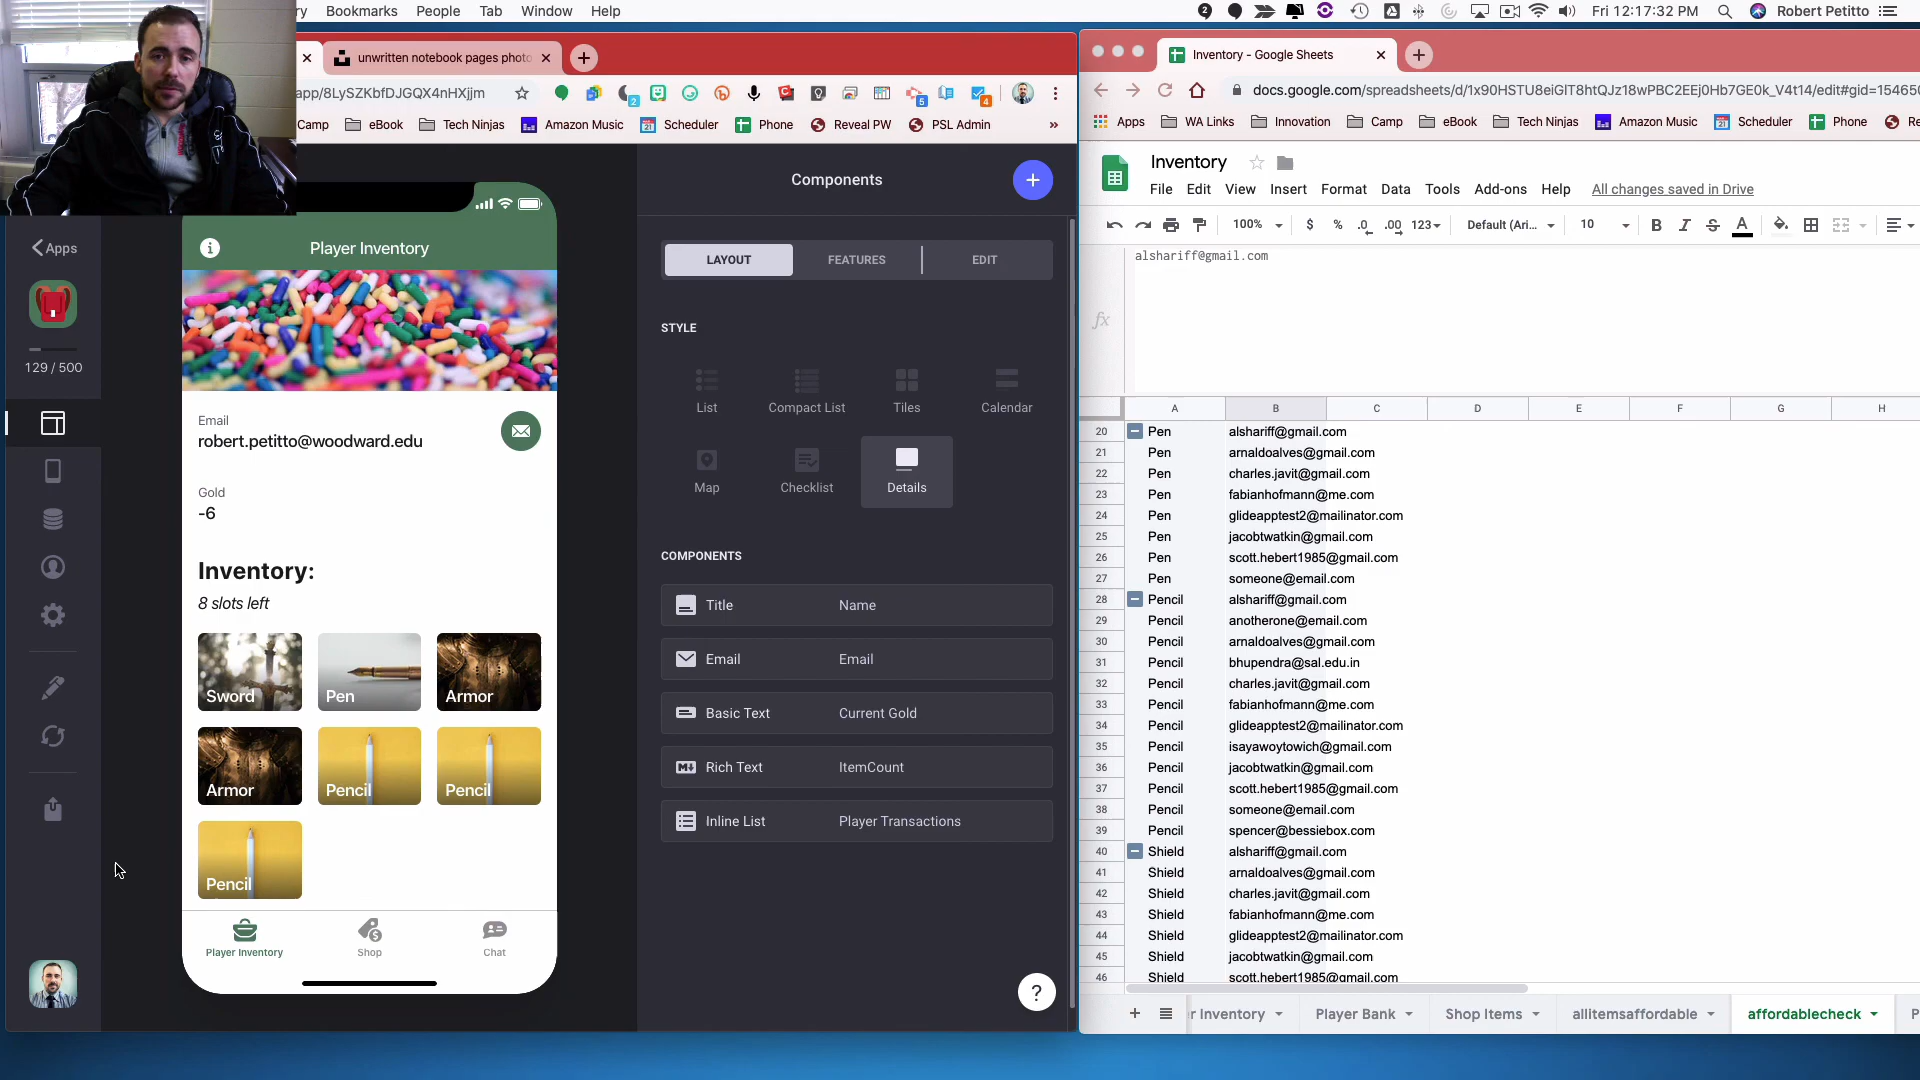 ry Bookmarks People Tab Window Help
2 Fri 12:17:32 PM Robert Petitto
unwritten notebook pages photo
app/8LySZKbfDJGQX4nHXjjm
2 5 4
Camp eBook Tech Ninjas Amazon Music Scheduler Phone Reveal PW PSL Admin »
Apps
129 / 500
Player Inventory
Email
robert.petitto@woodward.edu
Gold
-6
Inventory:
8 slots left
Sword Pen Armor
Armor Pencil Pencil
Pencil
Player Inventory Shop Chat
Components
LAYOUT FEATURES EDIT
STYLE
List Compact List Tiles Calendar
Map Checklist Details
COMPONENTS
Title Name
Email Email
Basic Text Current Gold
Rich Text ItemCount
Inline List Player Transactions
?
Inventory - Google Sheets
Apps WA Links Innovation Camp eBook Tech Ninjas Amazon Music Scheduler Phone Re
Inventory
File Edit View Insert Format Data Tools Add-ons Help All changes saved in Drive
100% $ % .0 .00 123 Default (Ari... 10 B I S A
fx alshariff@gmail.com
A B C D E F G H
20 Pen alshariff@gmail.com
21 Pen arnaldoalves@gmail.com
22 Pen charles.javit@gmail.com
23 Pen fabianhofmann@me.com
24 Pen glideapptest2@mailinator.com
25 Pen jacobtwatkin@gmail.com
26 Pen scott.hebert1985@gmail.com
27 Pen someone@email.com
28 Pencil alshariff@gmail.com
29 Pencil anotherone@email.com
30 Pencil arnaldoalves@gmail.com
31 Pencil bhupendra@sal.edu.in
32 Pencil charles.javit@gmail.com
33 Pencil fabianhofmann@me.com
34 Pencil glideapptest2@mailinator.com
35 Pencil isayawoytowich@gmail.com
36 Pencil jacobtwatkin@gmail.com
37 Pencil scott.hebert1985@gmail.com
38 Pencil someone@email.com
39 Pencil spencer@bessiebox.com
40 Shield alshariff@gmail.com
41 Shield arnaldoalves@gmail.com
42 Shield charles.javit@gmail.com
43 Shield fabianhofmann@me.com
44 Shield glideapptest2@mailinator.com
45 Shield jacobtwatkin@gmail.com
46 Shield scott.hebert1985@gmail.com
r Inventory Player Bank Shop Items allitemsaffordable affordablecheck P